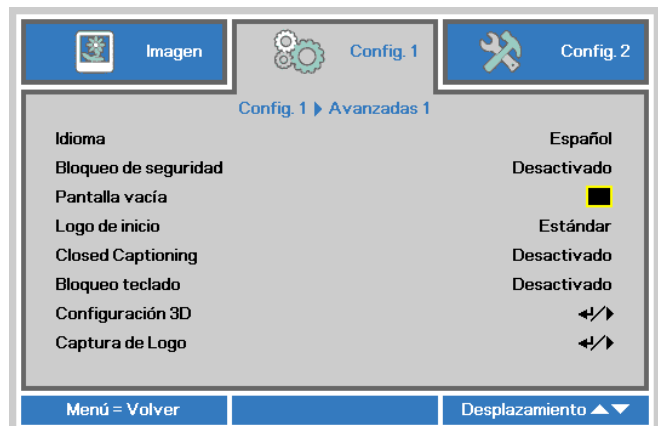 Imagen
Config. 1
Config. 2
Config. 1 Avanzadas 1
Idioma Español
Bloqueo de seguridad Desactivado
Pantalla vacía
Logo de inicio Estándar
Closed Captioning Desactivado
Bloqueo teclado Desactivado
Configuración 3D
Captura de Logo
Menú = Volver
Desplazamiento